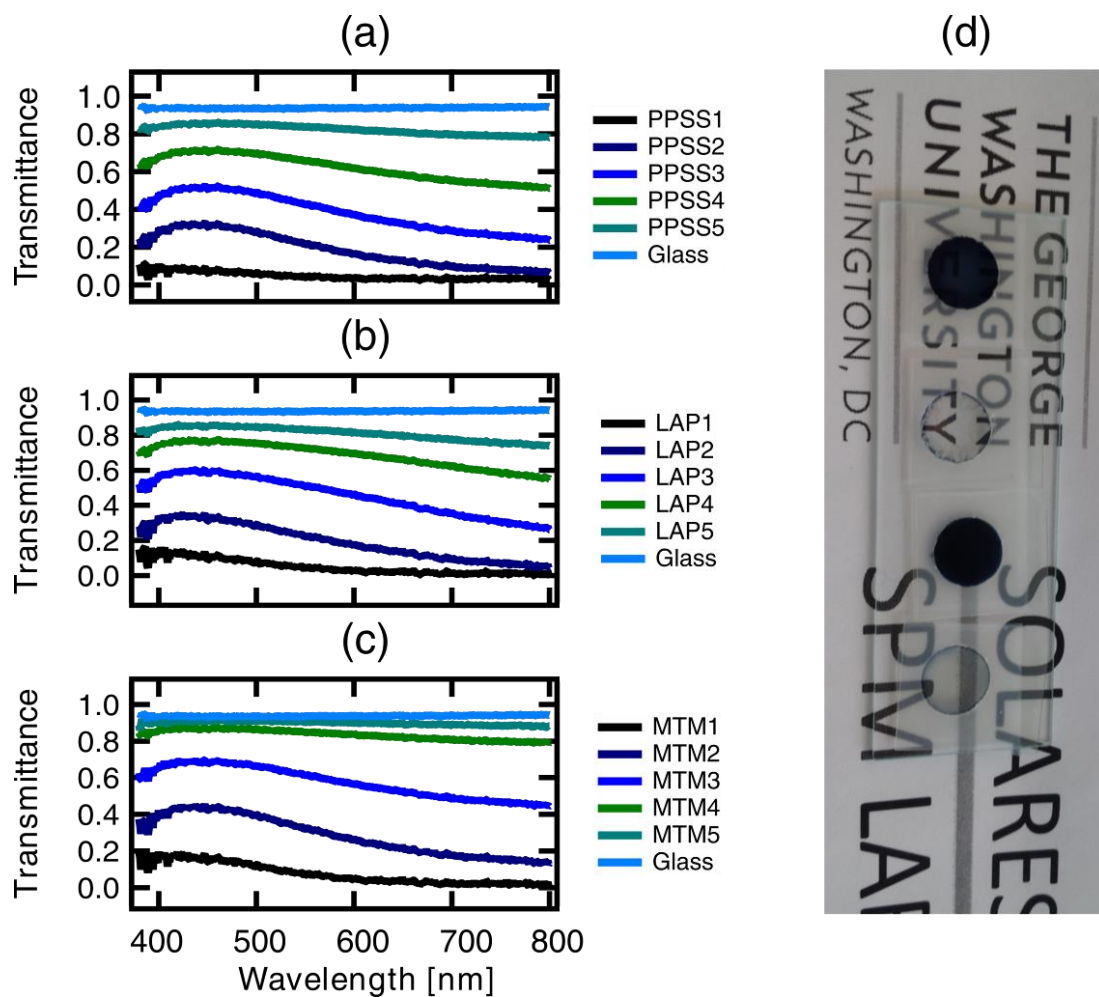 (a)
Transmittance
1.0
0.8
0.6
0.4
0.2
0.0
PPSS1
PPSS2
PPSS3
PPSS4
PPSS5
Glass
(b)
Transmittance
1.0
0.8
0.6
0.4
0.2
0.0
LAP1
LAP2
LAP3
LAP4
LAP5
Glass
(c)
Transmittance
1.0
0.8
0.6
0.4
0.2
0.0
MTM1
MTM2
MTM3
MTM4
MTM5
Glass
400 500 600 700 800
Wavelength [nm]
(d)
THE GEORGE
WASHINGTON
UNIVERSITY
WASHINGTON, DC
SOLARES
SPM LAB